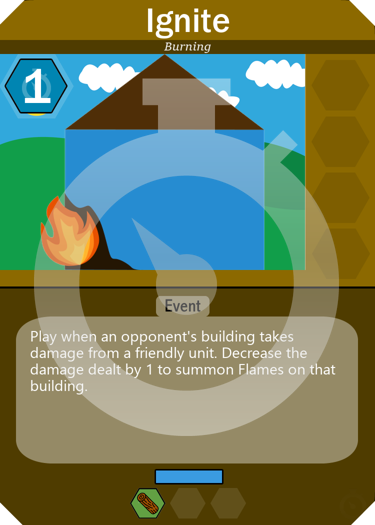 Ignite
Burning
1
Event
Play when an opponent's building takes
damage from a friendly unit. Decrease the
damage dealt by 1 to summon Flames on that
building.